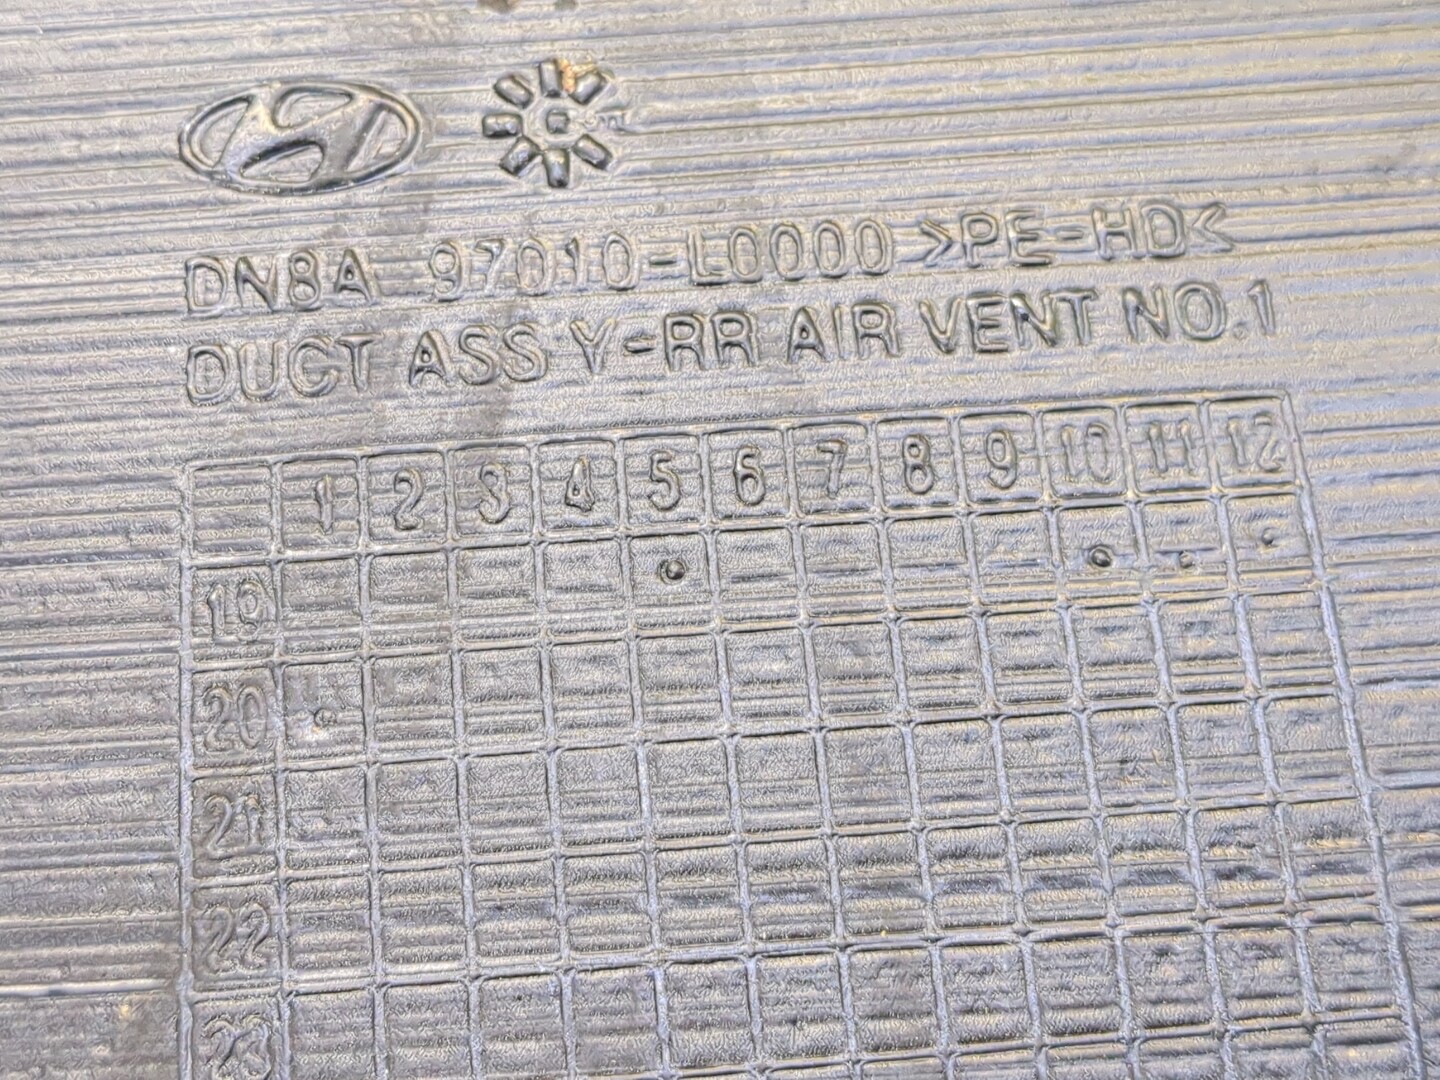 DN8A 97010-L0000 >PE-HD<
DUCT ASS Y-RR AIR VENT NO.1
1 2 3 4 5 6 7 8 9 10 11 12
19
20
21
22
23